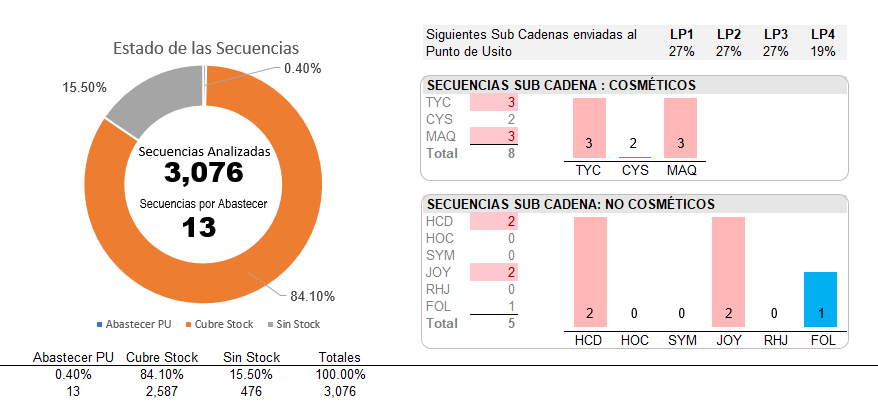 Estado de las Secuencias
0.40%
15.50%
Secuencias Analizadas
3,076
Secuencias por Abastecer
13
84.10%
Abastecer PU Cubre Stock Sin Stock
Abastecer PU Cubre Stock Sin Stock Totales
0.40% 84.10% 15.50% 100.00%
13 2,587 476 3,076
Siguientes Sub Cadenas enviadas al LP1 LP2 LP3 LP4
Punto de Usito 27% 27% 27% 19%
SECUENCIAS SUB CADENA : COSMÉTICOS
TYC 3
CYS 2
MAQ 3
Total 8
3 2 3
TYC CYS MAQ
SECUENCIAS SUB CADENA: NO COSMÉTICOS
HCD 2
HOC 0
SYM 0
JOY 2
RHJ 0
FOL 1
Total 5
2 0 0 2 0 1
HCD HOC SYM JOY RHJ FOL